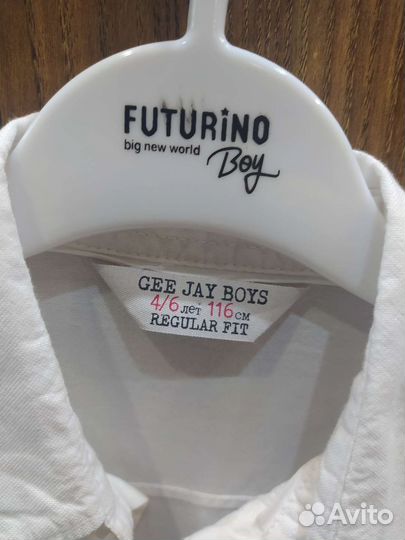 FUTURiNO
big new world
Boy
GEE JAY BOYS
4/6 лет 116 см
REGULAR FIT
Avito